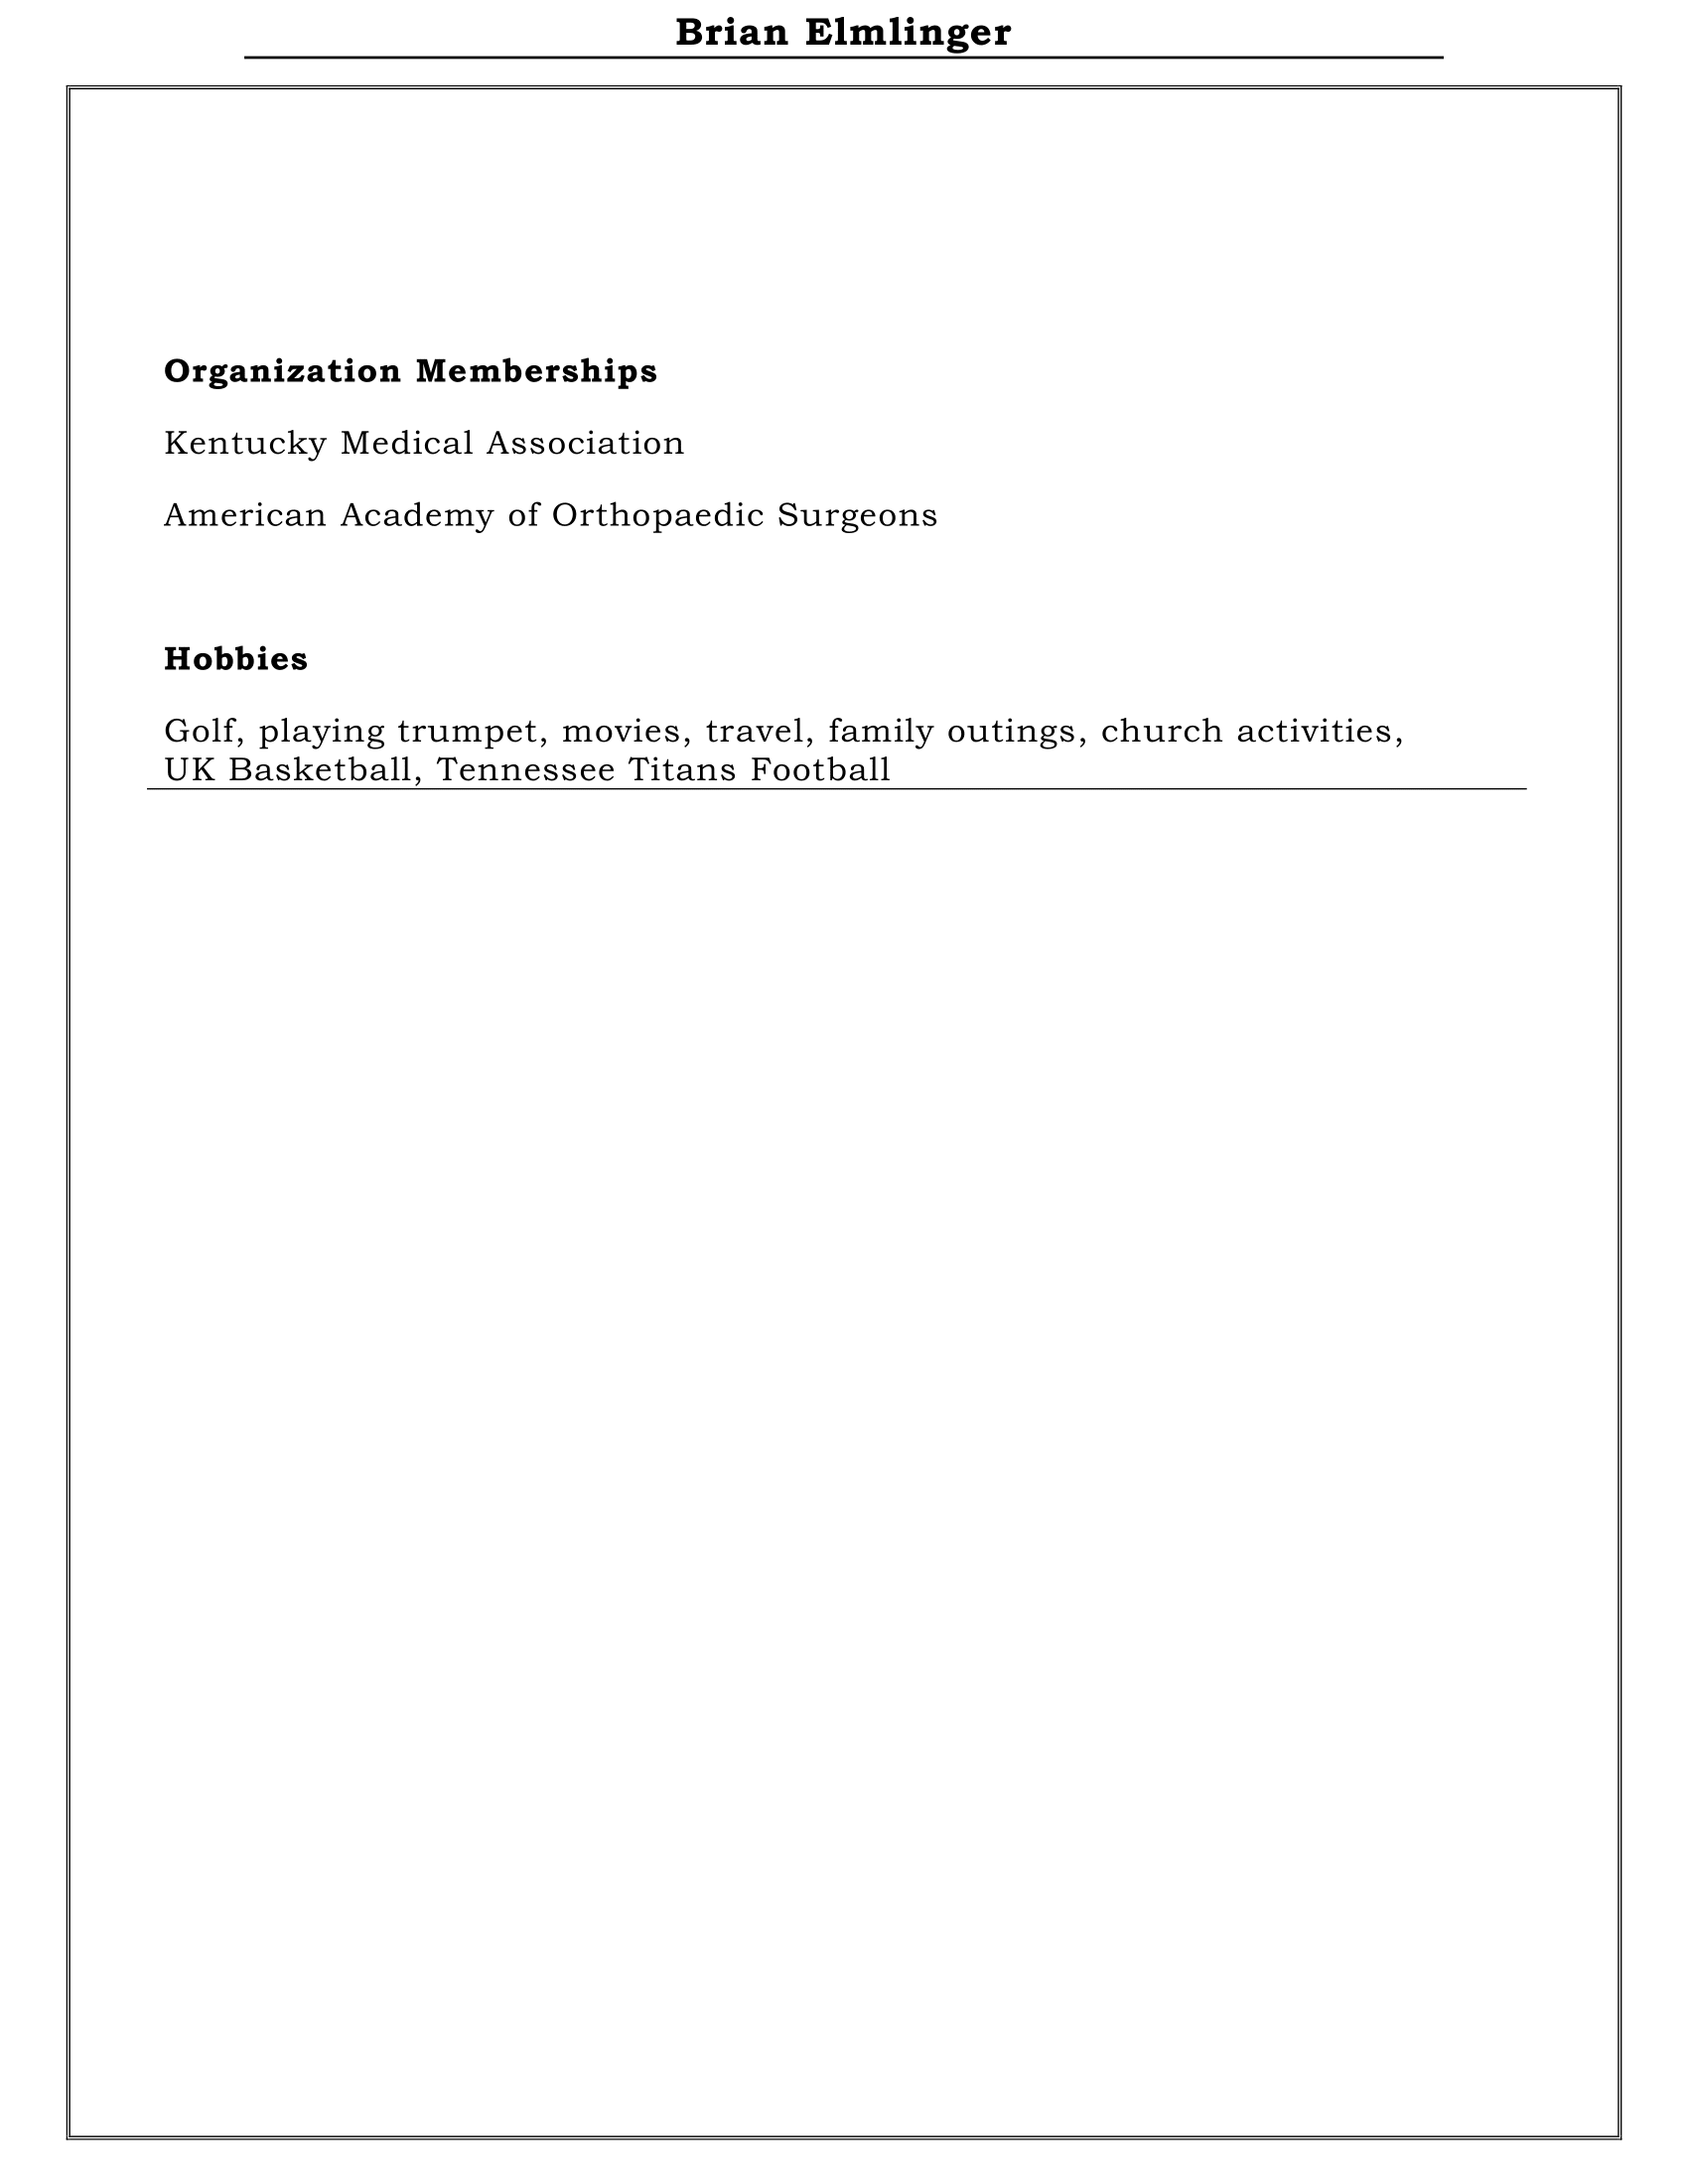 Brian Elmlinger
Organization Memberships
Kentucky Medical Association
American Academy of Orthopaedic Surgeons
Hobbies
Golf, playing trumpet, movies, travel, family outings, church activities,
UK Basketball, Tennessee Titans Football